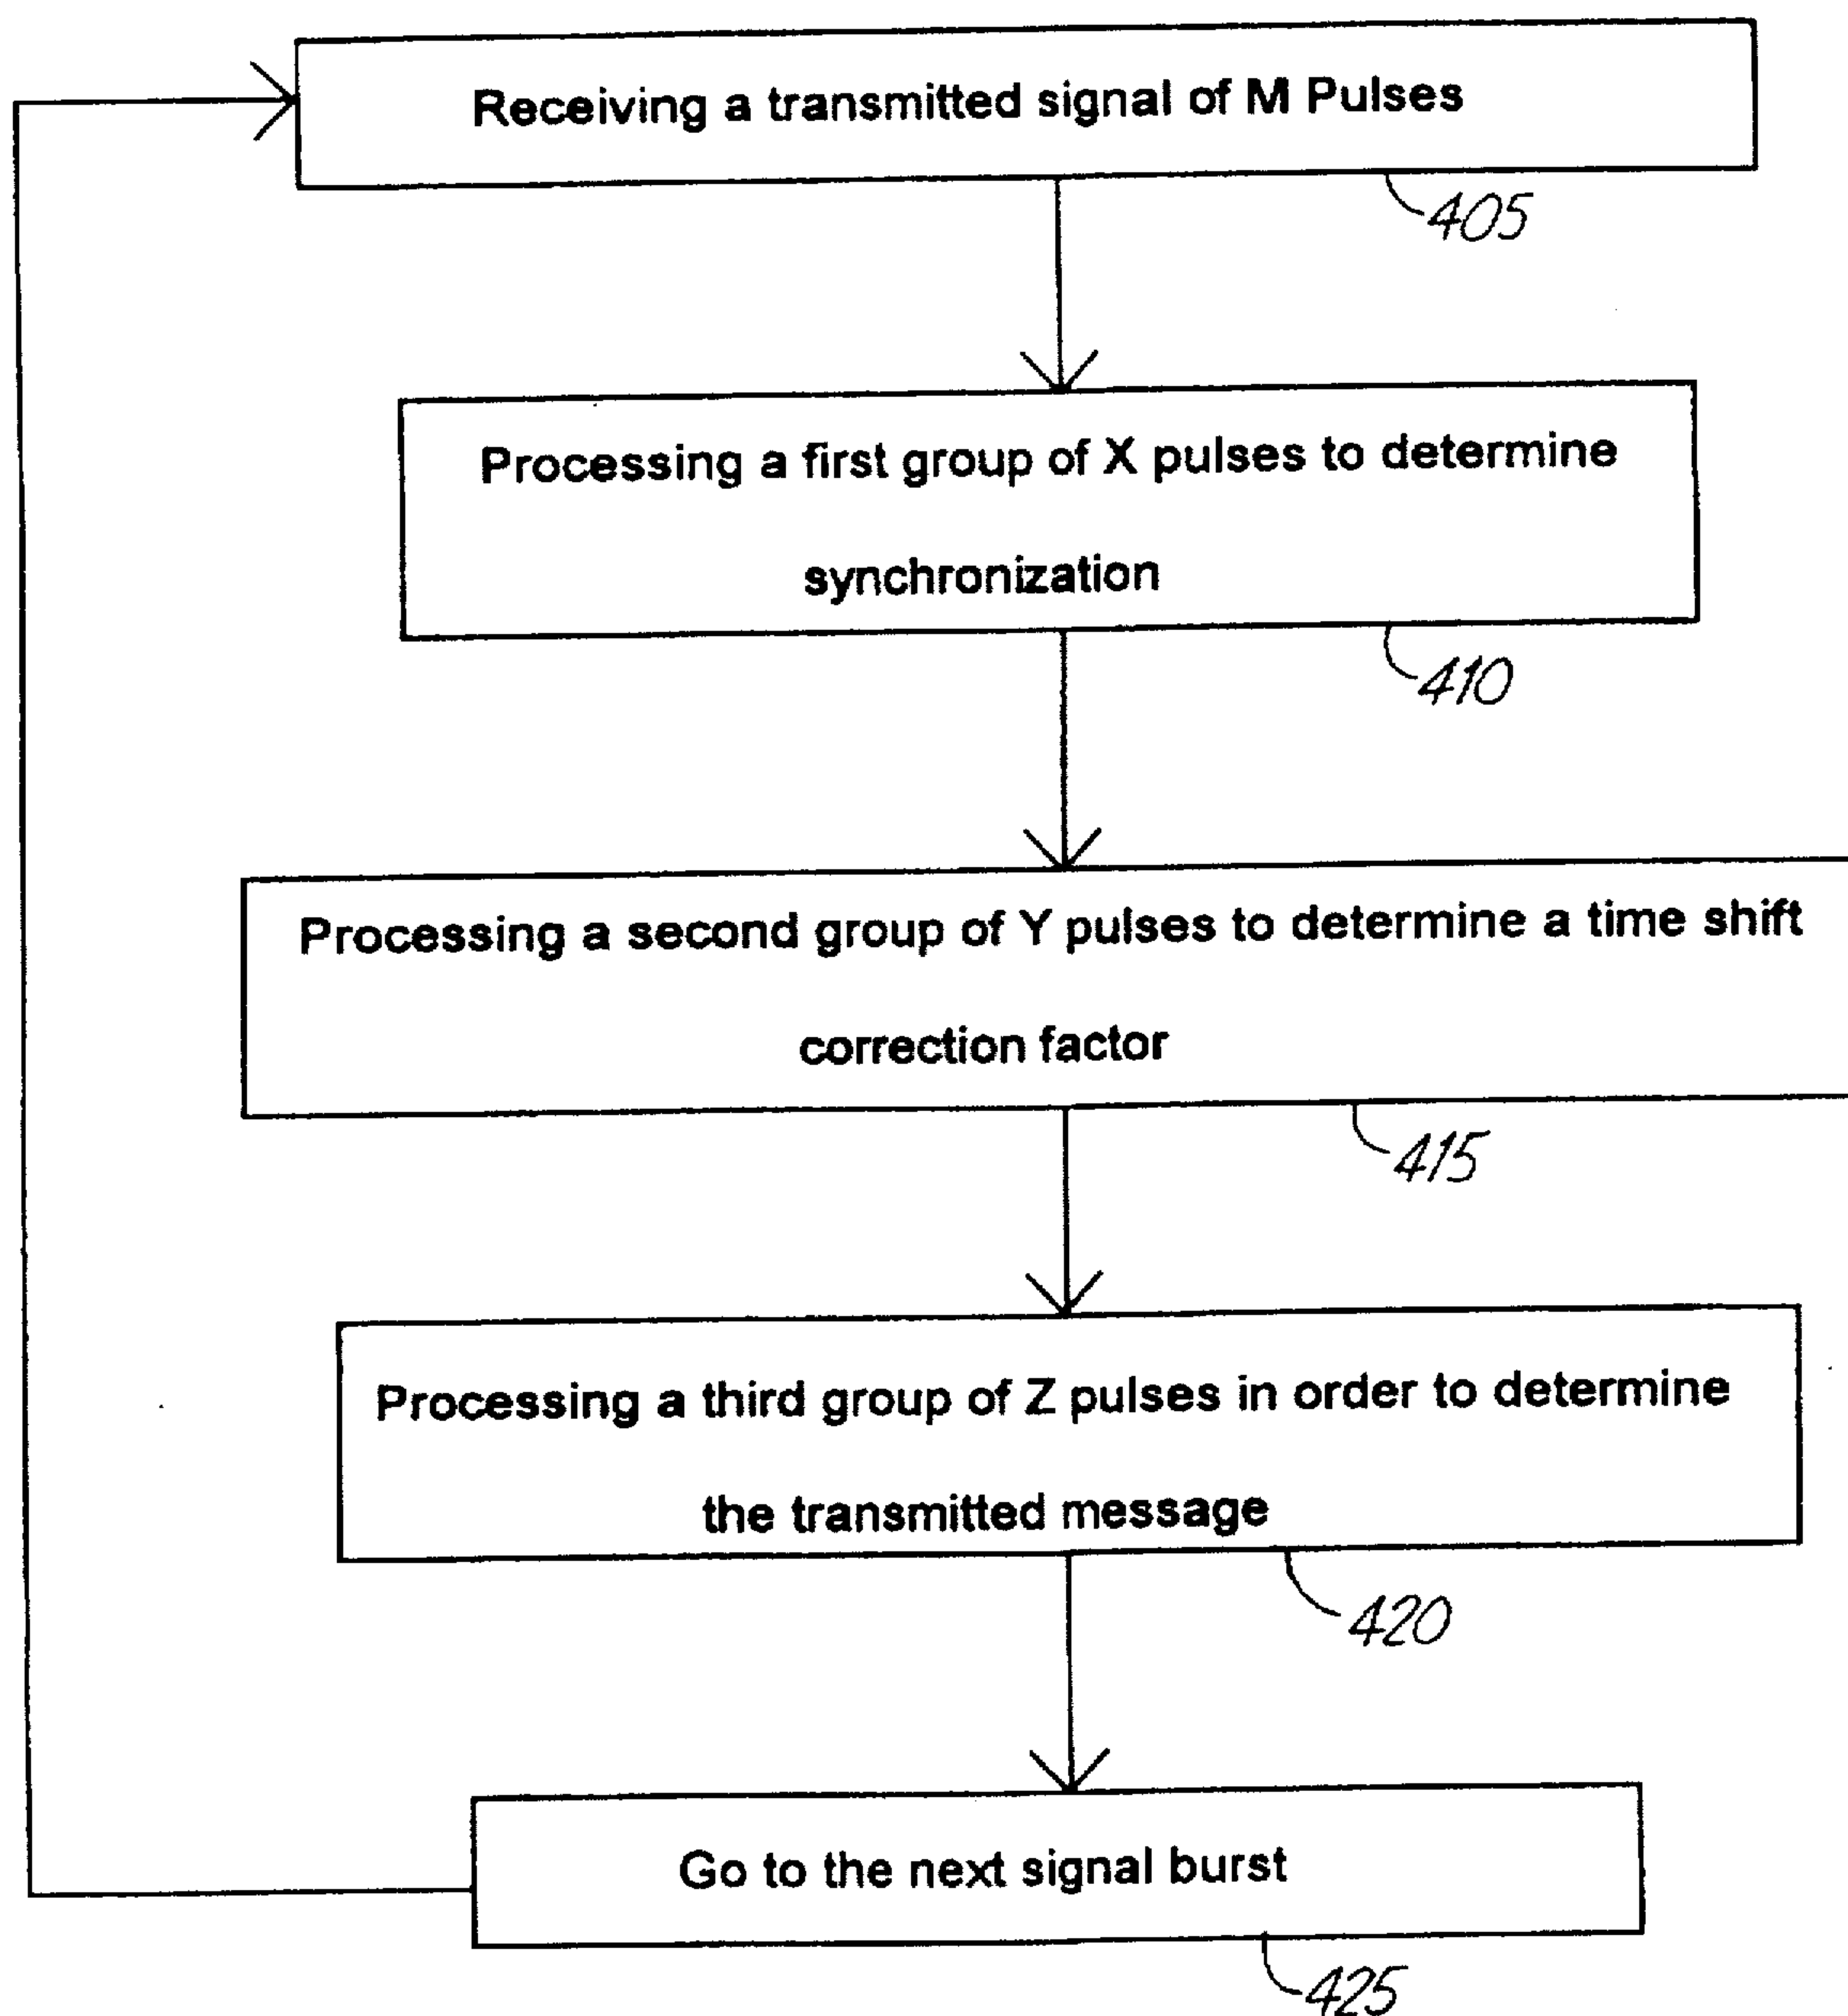 Receiving a transmitted signal of M Pulses
405
Processing a first group of X pulses to determine
synchronization
410
Processing a second group of Y pulses to determine a time shift
correction factor
415
Processing a third group of Z pulses in order to determine
the transmitted message
420
Go to the next signal burst
425